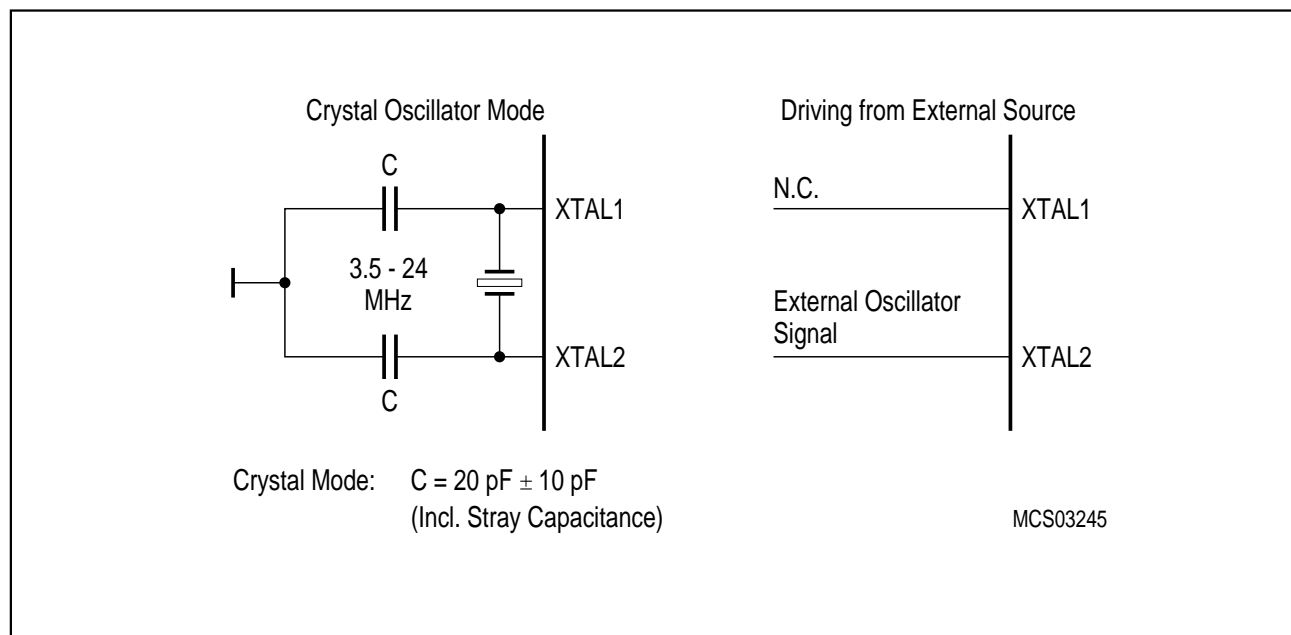 Crystal Oscillator Mode
C
XTAL1
3.5 - 24
MHz
XTAL2
C
Crystal Mode: C = 20 pF ± 10 pF
(Incl. Stray Capacitance)
Driving from External Source
N.C.
XTAL1
External Oscillator
Signal
XTAL2
MCS03245